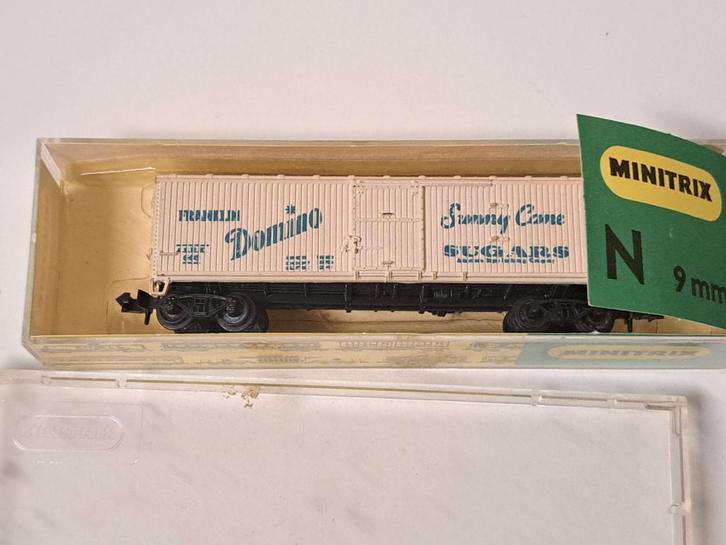 FRANKLIN
Domino
Sunny Cane
SUGARS
MINITRIX
N 9 mm
MINITRIX